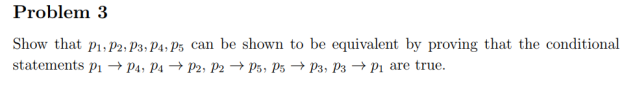 Problem 3
Show that p₁, p₂, p₃, p₄, p₅ can be shown to be equivalent by proving that the conditional
statements p₁ → p₄, p₄ → p₂, p₂ → p₅, p₅ → p₃, p₃ → p₁ are true.